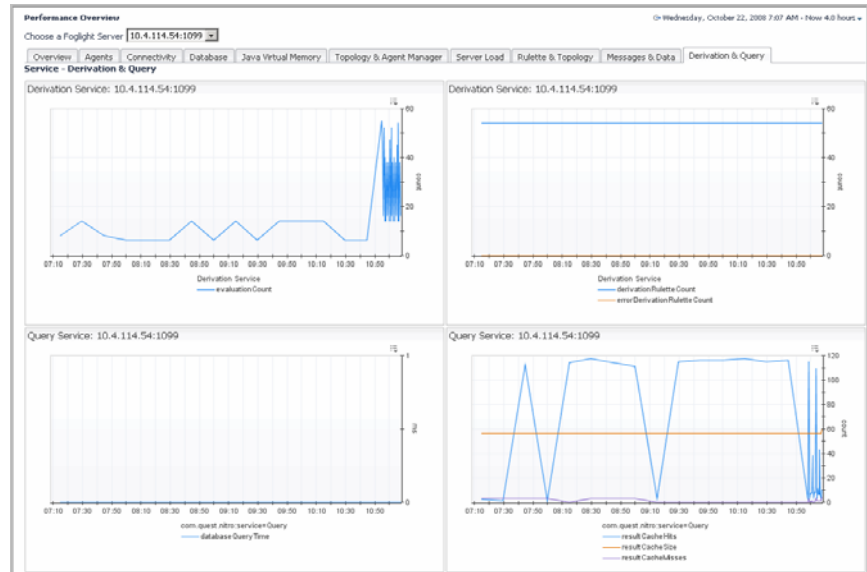 Performance Overview
Wednesday, October 22, 2008 7:07 AM - Now 4.0 hours
Choose a Foglight Server 10.4.114.54:1099
Overview Agents Connectivity Database Java Virtual Memory Topology & Agent Manager Server Load Rulette & Topology Messages & Data Derivation & Query
Service - Derivation & Query
Derivation Service: 10.4.114.54:1099
60
40
count
20
0
07:10 07:30 07:50 08:10 08:30 08:50 09:10 09:30 09:50 10:10 10:30 10:50
Derivation Service
evaluationCount
Derivation Service: 10.4.114.54:1099
60
40
count
20
0
07:10 07:30 07:50 08:10 08:30 08:50 09:10 09:30 09:50 10:10 10:30 10:50
Derivation Service
derivationRuletteCount
errorDerivationRuletteCount
Query Service: 10.4.114.54:1099
1
ms
0
07:10 07:30 07:50 08:10 08:30 08:50 09:10 09:30 09:50 10:10 10:30 10:50
com.quest.nitro:service=Query
databaseQueryTime
Query Service: 10.4.114.54:1099
120
100
80
count
60
40
20
0
07:10 07:30 07:50 08:10 08:30 08:50 09:10 09:30 09:50 10:10 10:30 10:50
com.quest.nitro:service=Query
resultCacheHits
resultCacheSize
resultCacheMisses